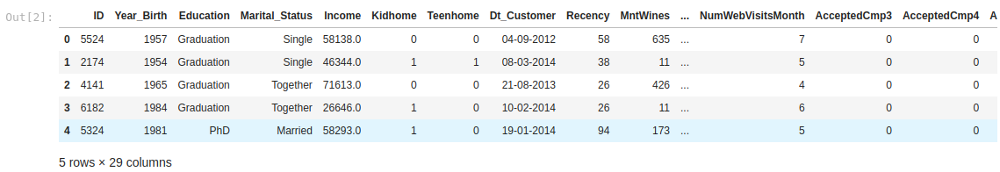 Out[2]:
ID Year_Birth Education Marital_Status Income Kidhome Teenhome Dt_Customer Recency MntWines ... NumWebVisitsMonth AcceptedCmp3 AcceptedCmp4 A
0 5524 1957 Graduation Single 58138.0 0 0 04-09-2012 58 635 ... 7 0 0
1 2174 1954 Graduation Single 46344.0 1 1 08-03-2014 38 11 ... 5 0 0
2 4141 1965 Graduation Together 71613.0 0 0 21-08-2013 26 426 ... 4 0 0
3 6182 1984 Graduation Together 26646.0 1 0 10-02-2014 26 11 ... 6 0 0
4 5324 1981 PhD Married 58293.0 1 0 19-01-2014 94 173 ... 5 0 0
5 rows × 29 columns